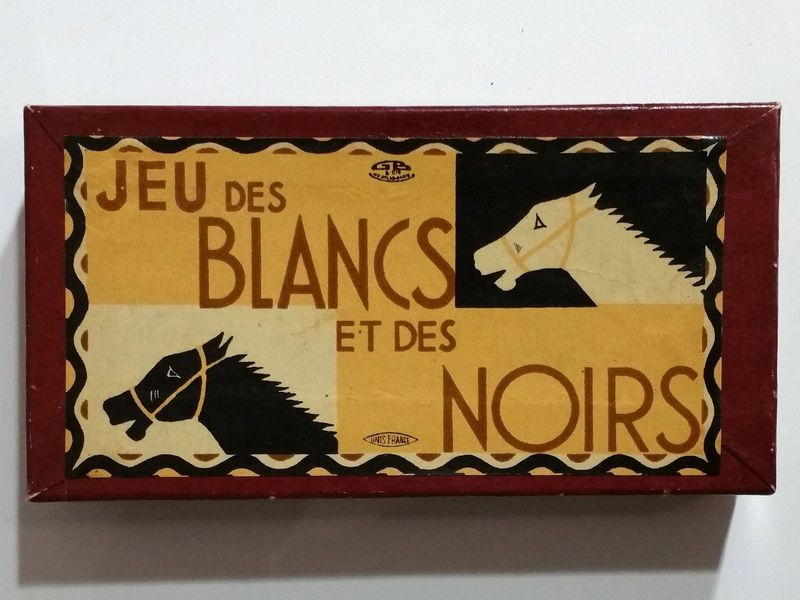 JEU DES
BLANCS
ET DES
NOIRS
UNIS FRANCE